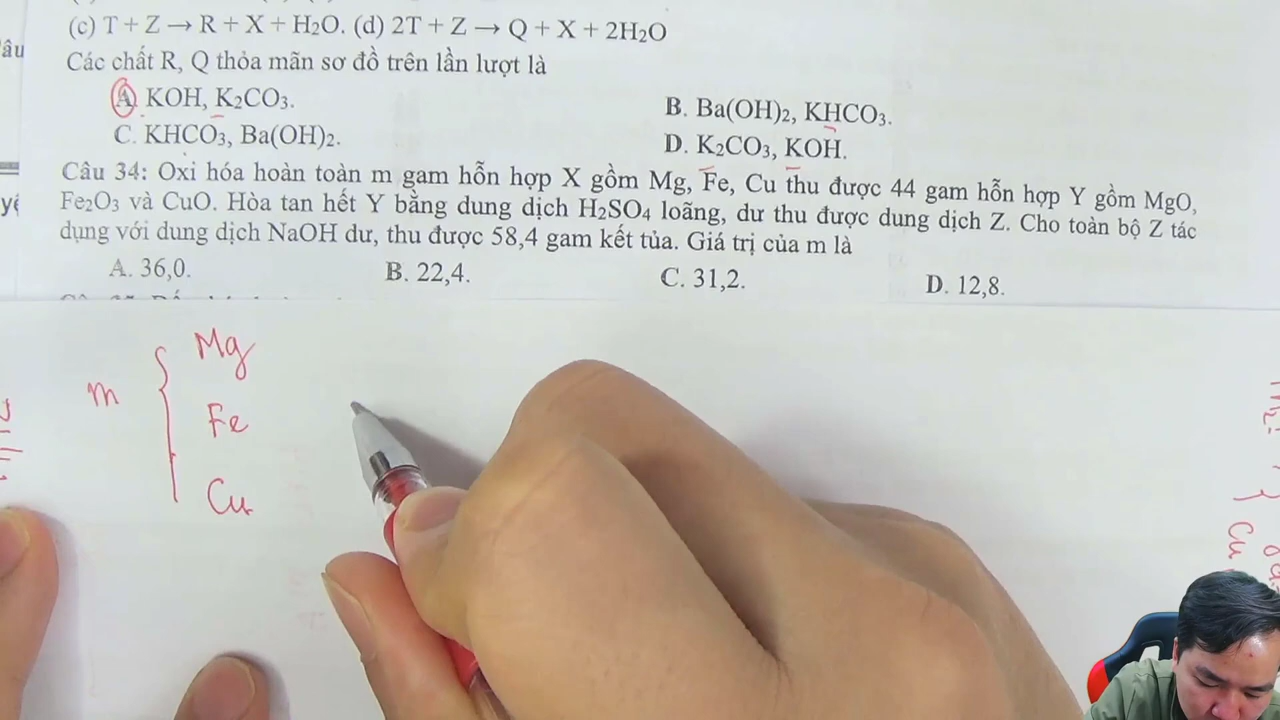 (c) T + Z → R + X + H₂O. (d) 2T + Z → Q + X + 2H₂O
âu
Các chất R, Q thỏa mãn sơ đồ trên lần lượt là
A. KOH, K₂CO₃.
B. Ba(OH)₂, KHCO₃.
C. KHCO₃, Ba(OH)₂.
D. K₂CO₃, KOH.
Câu 34: Oxi hóa hoàn toàn m gam hỗn hợp X gồm Mg, Fe, Cu thu được 44 gam hỗn hợp Y gồm MgO,
Fe₂O₃ và CuO. Hòa tan hết Y bằng dung dịch H₂SO₄ loãng, dư thu được dung dịch Z. Cho toàn bộ Z tác
dụng với dung dịch NaOH dư, thu được 58,4 gam kết tủa. Giá trị của m là
A. 36,0.
B. 22,4.
C. 31,2.
D. 12,8.
m
Mg
Fe
Cu
Cu